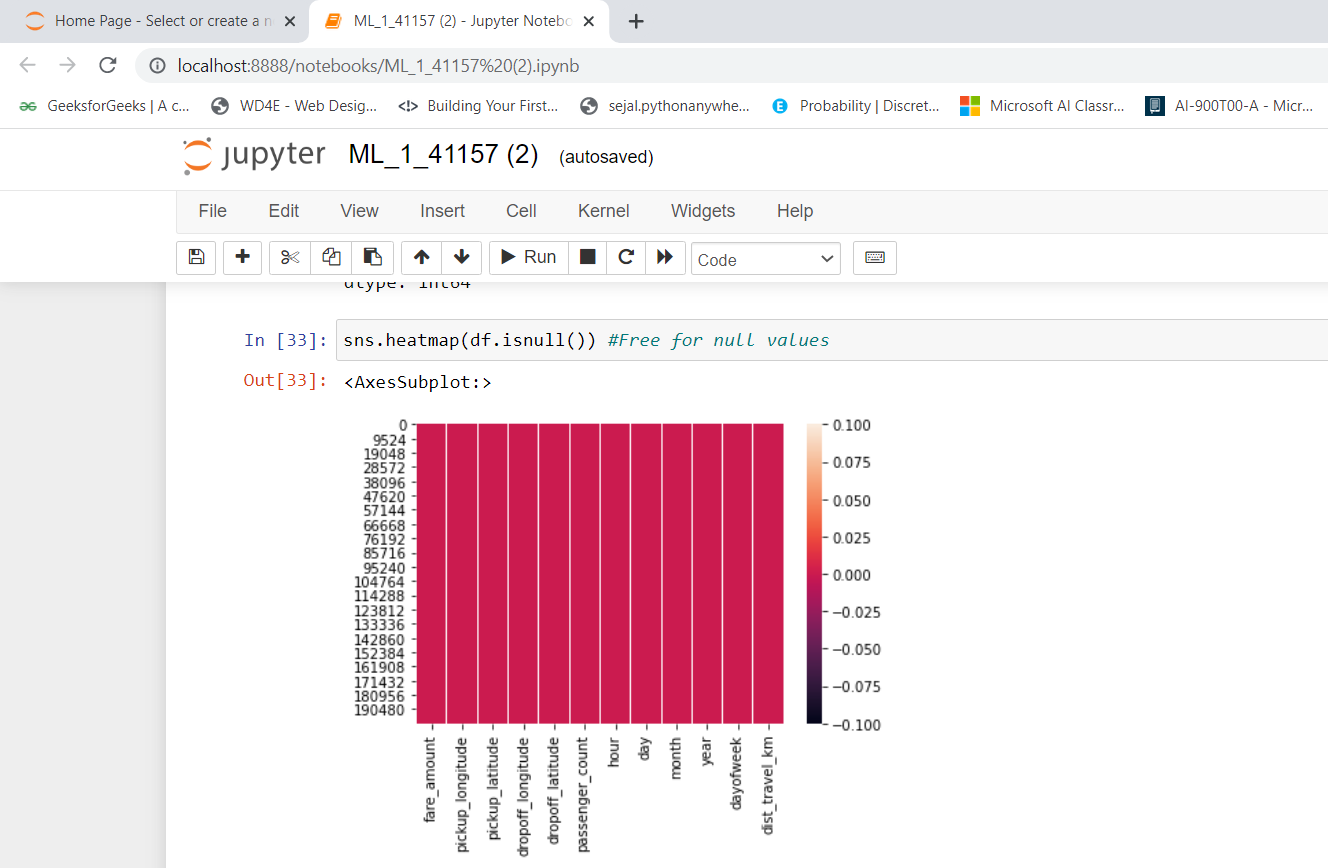 Home Page - Select or create a n
ML_1_41157 (2) - Jupyter Notebo
localhost:8888/notebooks/ML_1_41157%20(2).ipynb
GeeksforGeeks | A c... WD4E - Web Desig... Building Your First... sejal.pythonanywhe... Probability | Discret... Microsoft AI Classr... AI-900T00-A - Micr...
jupyter ML_1_41157 (2) (autosaved)
File Edit View Insert Cell Kernel Widgets Help
Run Code
dtype: int64
In [33]: sns.heatmap(df.isnull()) #Free for null values
Out[33]: <AxesSubplot:>
0
9524
19048
28572
38096
47620
57144
66668
76192
85716
95240
104764
114288
123812
133336
142860
152384
161908
171432
180956
190480
0.100
0.075
0.050
0.025
0.000
−0.025
−0.050
−0.075
−0.100
fare_amount
pickup_longitude
pickup_latitude
dropoff_longitude
dropoff_latitude
passenger_count
hour
day
month
year
dayofweek
dist_travel_km